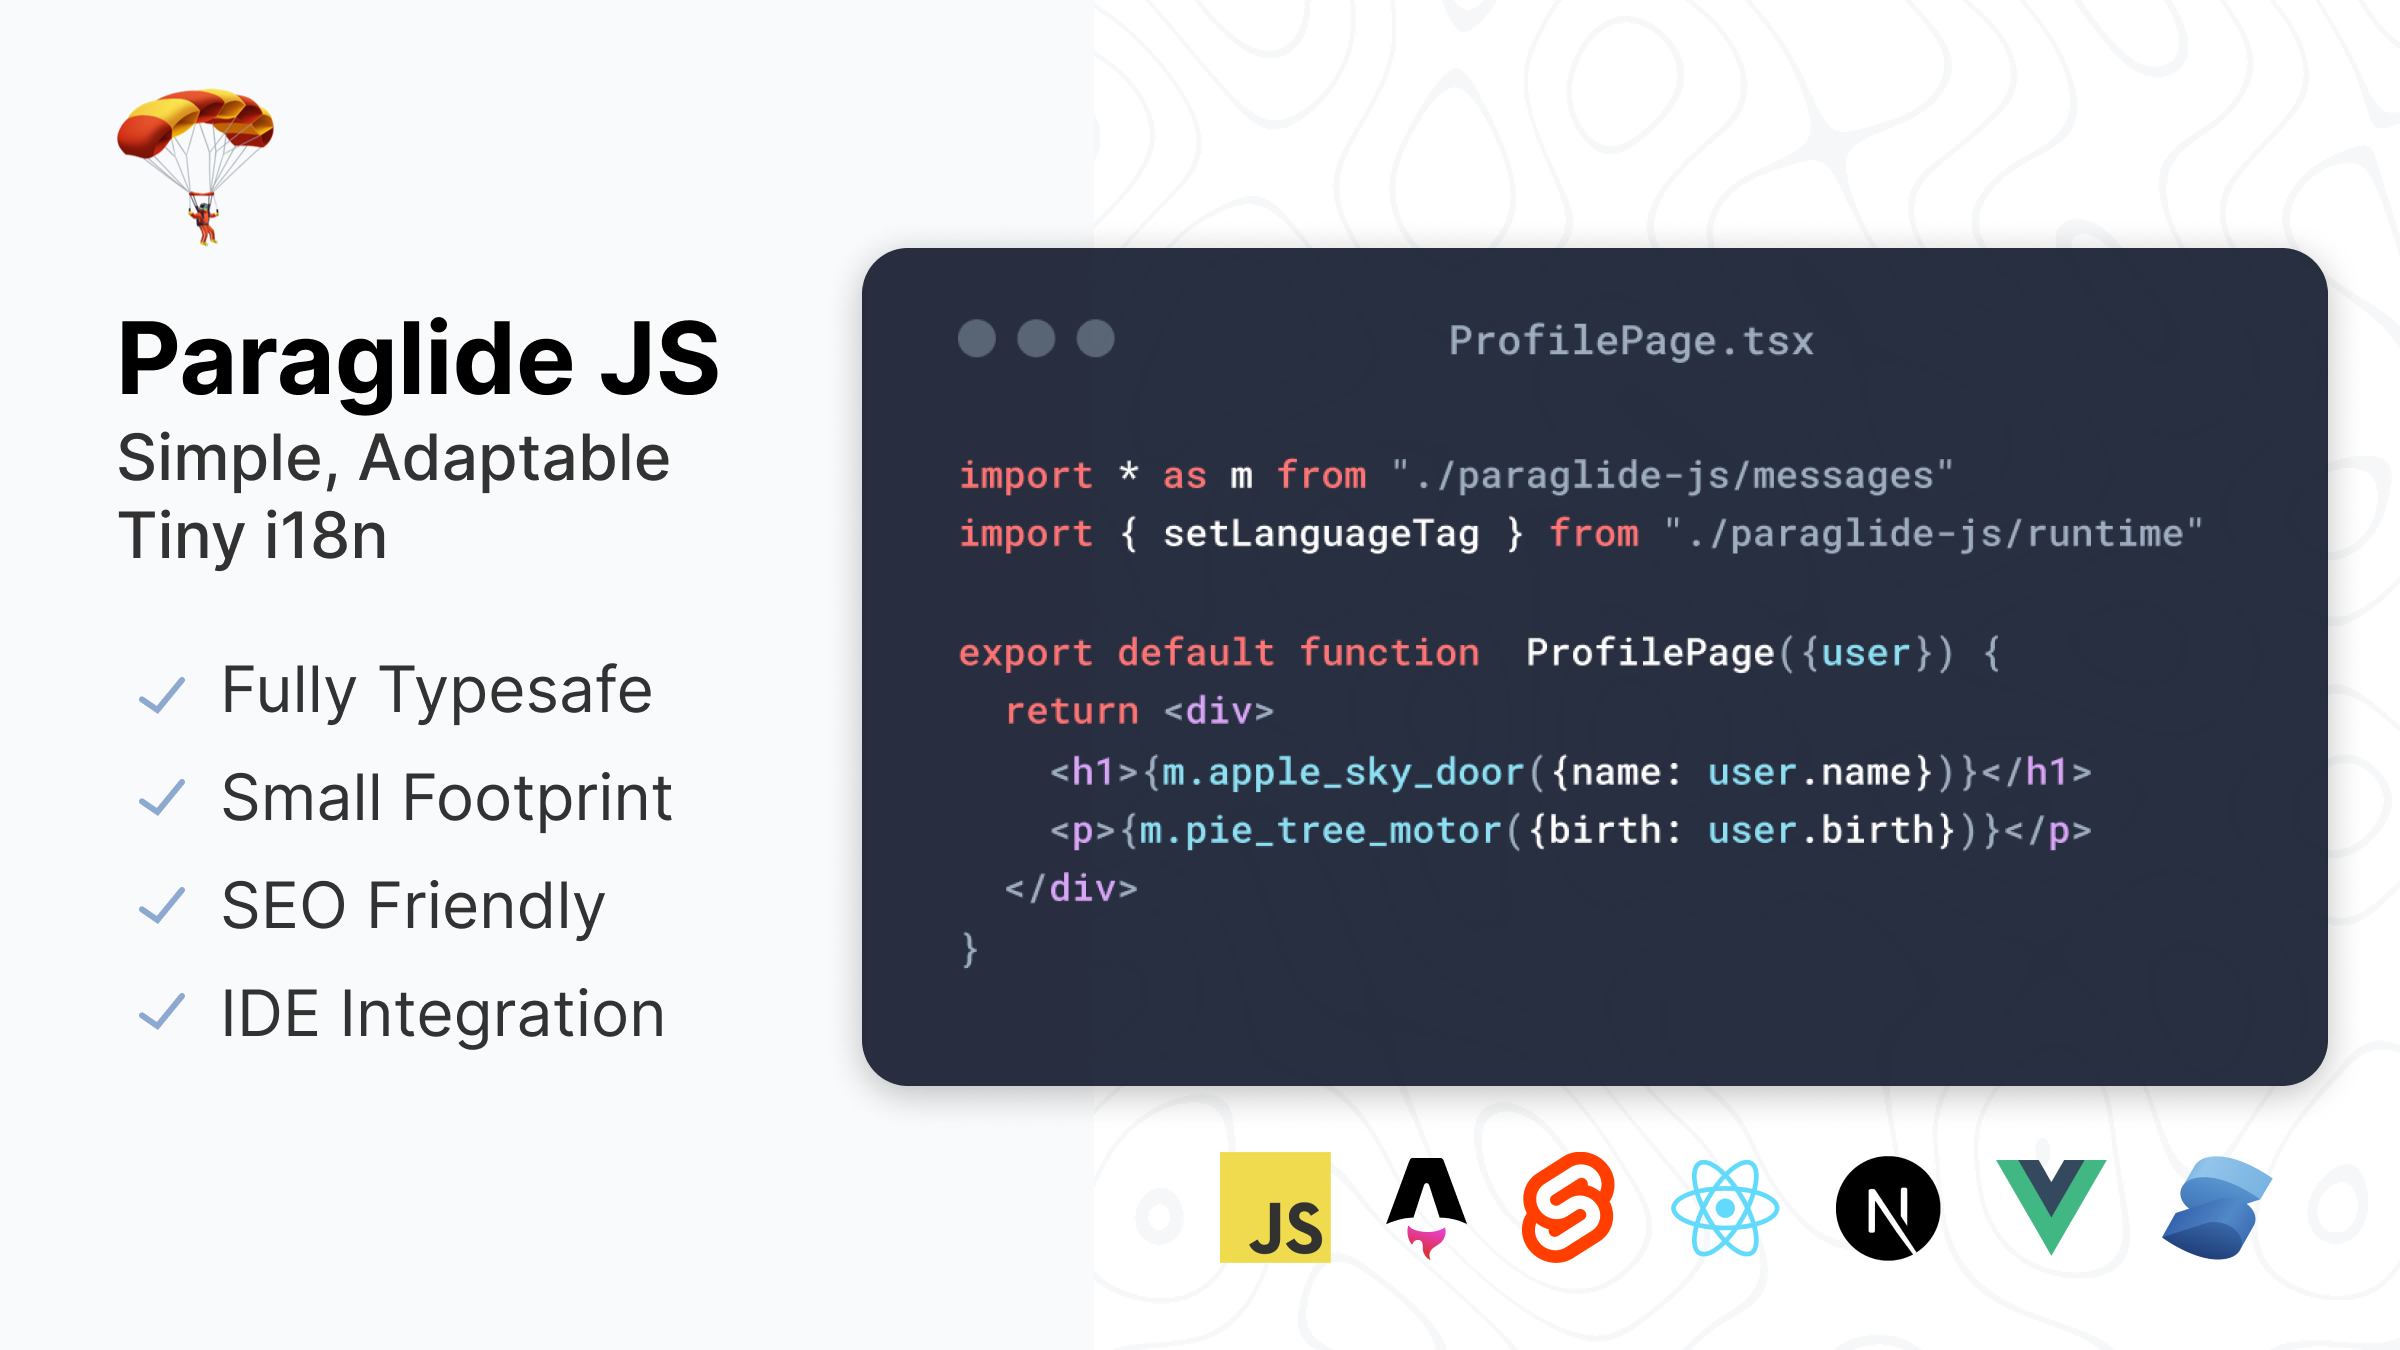 Paraglide JS
Simple, Adaptable
Tiny i18n
Fully Typesafe
Small Footprint
SEO Friendly
IDE Integration
ProfilePage.tsx
import * as m from "./paraglide-js/messages"
import { setLanguageTag } from "./paraglide-js/runtime"
export default function  ProfilePage({user}) {
  return <div>
    <h1>{m.apple_sky_door({name: user.name})}</h1>
    <p>{m.pie_tree_motor({birth: user.birth})}</p>
  </div>
}
JS
N